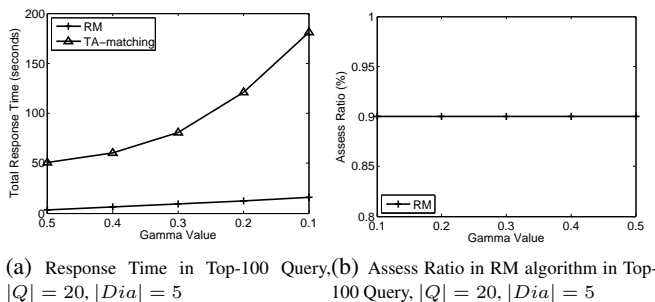 200
150
100
50
0
0.5 0.4 0.3 0.2 0.1
Gamma Value
Total Response Time (seconds)
RM
TA−matching
1
0.95
0.9
0.85
0.8
0.1 0.2 0.3 0.4 0.5
Gamma Value
Assess Ratio (%)
RM
(a) Response Time in Top-100 Query,
|Q| = 20, |Dia| = 5
(b) Assess Ratio in RM algorithm in Top-
100 Query, |Q| = 20, |Dia| = 5